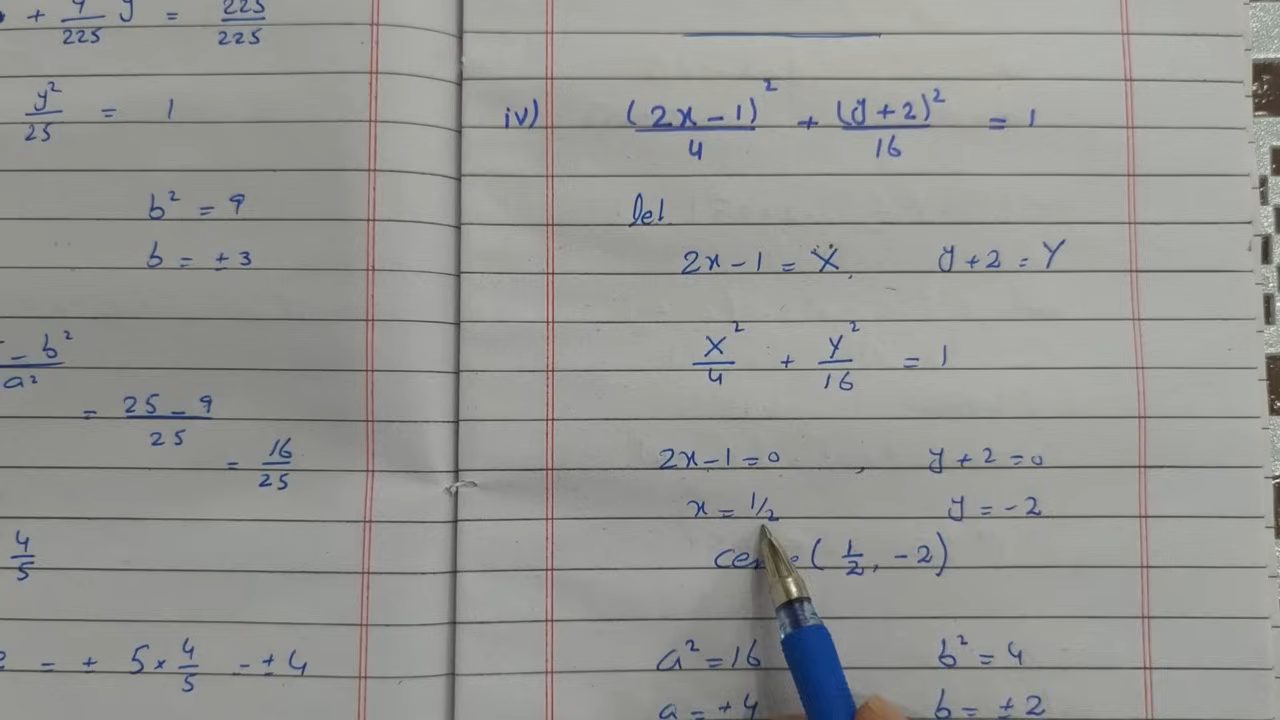 + 9/225 y = 225/225
y²/25 = 1
b² = 9
b = ±3
- b²/a²
= 25 - 9/25
= 16/25
4/5
= ± 5 × 4/5 = ±4
iv) (2x - 1)²/4 + (y + 2)²/16 = 1
let
2x - 1 = X, y + 2 = Y
X²/4 + Y²/16 = 1
2x - 1 = 0, y + 2 = 0
x = 1/2 y = -2
(1/2, -2)
a² = 16 b² = 4
a = ±4 b = ±2